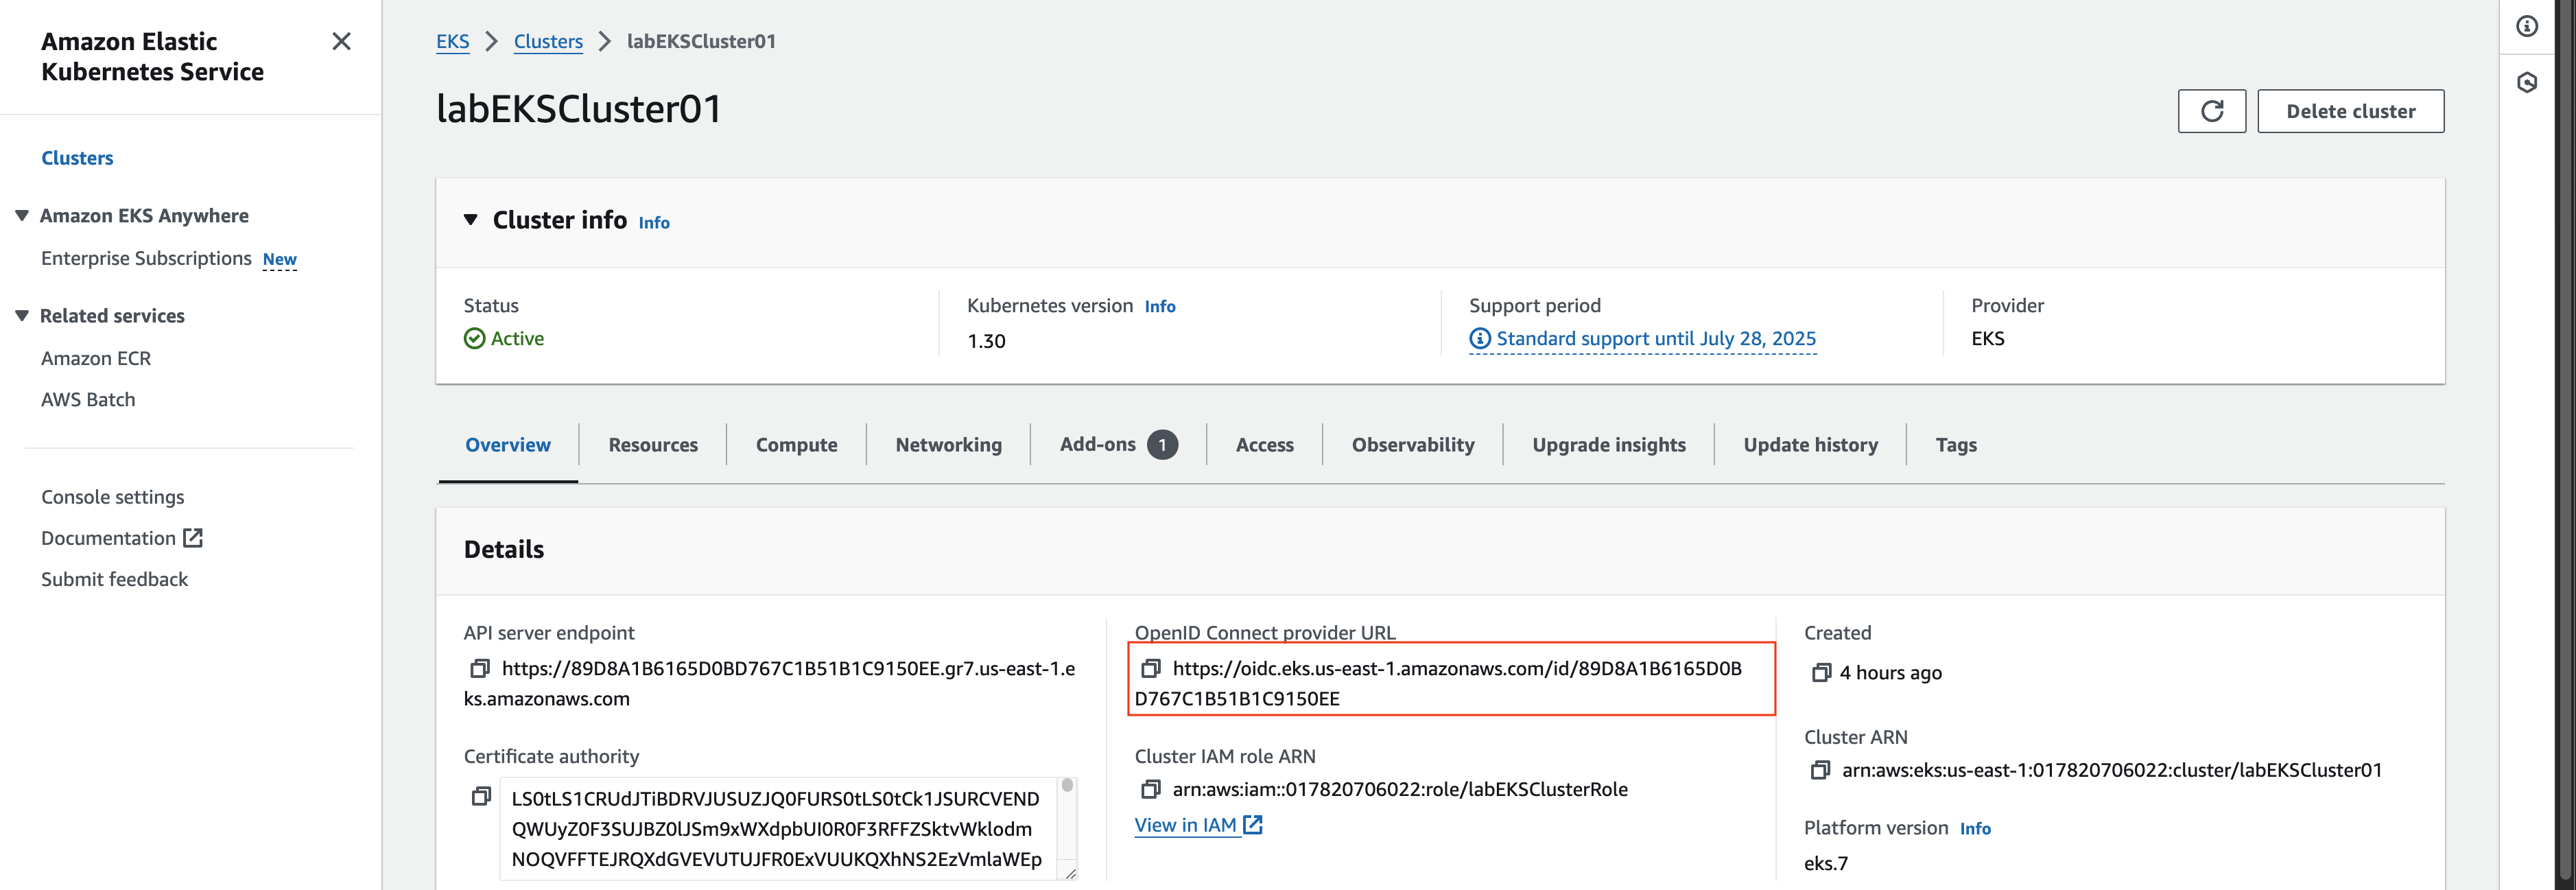 Amazon Elastic
Kubernetes Service
Clusters
Amazon EKS Anywhere
Enterprise Subscriptions New
Related services
Amazon ECR
AWS Batch
Console settings
Documentation
Submit feedback
EKS Clusters labEKSCluster01
labEKSCluster01
Delete cluster
Cluster info Info
Status
Active
Kubernetes version Info
1.30
Support period
Standard support until July 28, 2025
Provider
EKS
Overview Resources Compute Networking Add-ons 1 Access Observability Upgrade insights Update history Tags
Details
API server endpoint
https://89D8A1B6165D0BD767C1B51B1C9150EE.gr7.us-east-1.e
ks.amazonaws.com
Certificate authority
LS0tLS1CRUdJTiBDRVJUSUZJQ0FURS0tLS0tCk1JSURCVEND
QWUyZ0F3SUJBZ0lJSm9xWXdpbUI0R0F3RFFZSktvWklodm
NOQVFFTEJRQXdGVEVUTUJFR0ExVUUKQXhNS2EzVmlaWEp
OpenID Connect provider URL
https://oidc.eks.us-east-1.amazonaws.com/id/89D8A1B6165D0B
D767C1B51B1C9150EE
Cluster IAM role ARN
arn:aws:iam::017820706022:role/labEKSClusterRole
View in IAM
Created
4 hours ago
Cluster ARN
arn:aws:eks:us-east-1:017820706022:cluster/labEKSCluster01
Platform version Info
eks.7